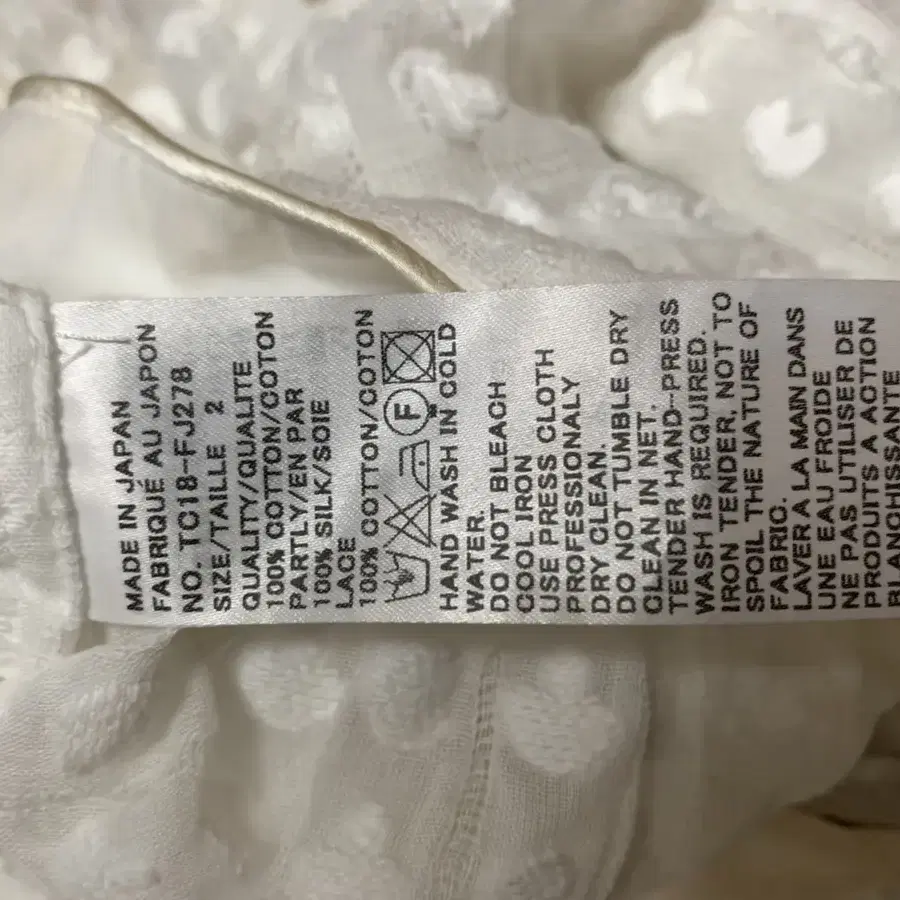 MADE IN JAPAN
FABRIQUÉ AU JAPON
NO. TC18-FJ278
SIZE/TAILLE 2
QUALITY/QUALITE
100% COTTON/COTON
PARTLY/EN PAR
100% SILK/SOIE
LACE
100% COTTON/COTON
F
HAND WASH IN COLD
WATER.
DO NOT BLEACH
COOL IRON
USE PRESS CLOTH
PROFESSIONALY
DRY CLEAN.
DO NOT TUMBLE DRY
CLEAN IN NET.
TENDER HAND-PRESS
WASH IS REQUIRED.
IRON TENDER, NOT TO
SPOIL THE NATURE OF
FABRIC.
LAVER A LA MAIN DANS
UNE EAU FROIDE
NE PAS UTILISER DE
PRODUITS A ACTION